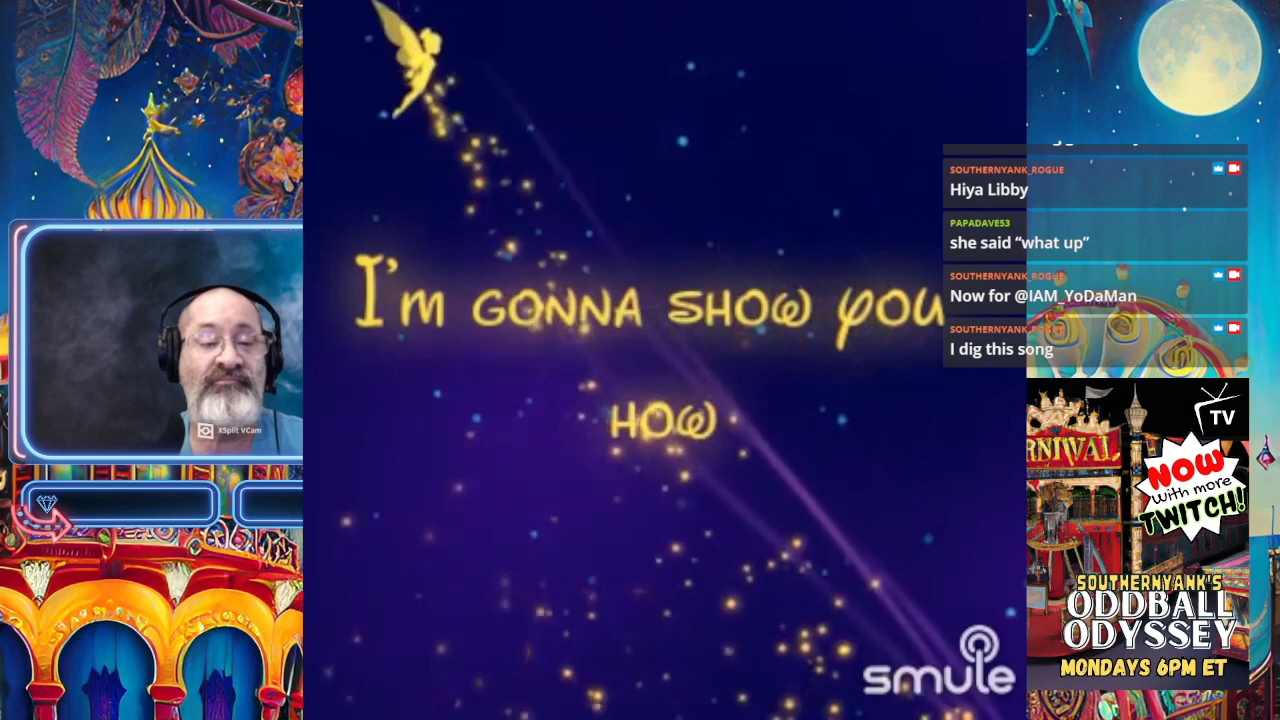 I'm gonna show you
how
SOUTHERNYANK_ROGUE
Hiya Libby
PAPADAVE53
she said “what up”
SOUTHERNYANK_ROGUE
Now for @IAM_YoDaMan
SOUTHERNYANK_ROGUE
I dig this song
XSplit VCam
TV
RNIVAL
NOW
with more
TWITCH!
SOUTHERNYANK'S
ODDBALL
ODYSSEY
MONDAYS 6PM ET
smule